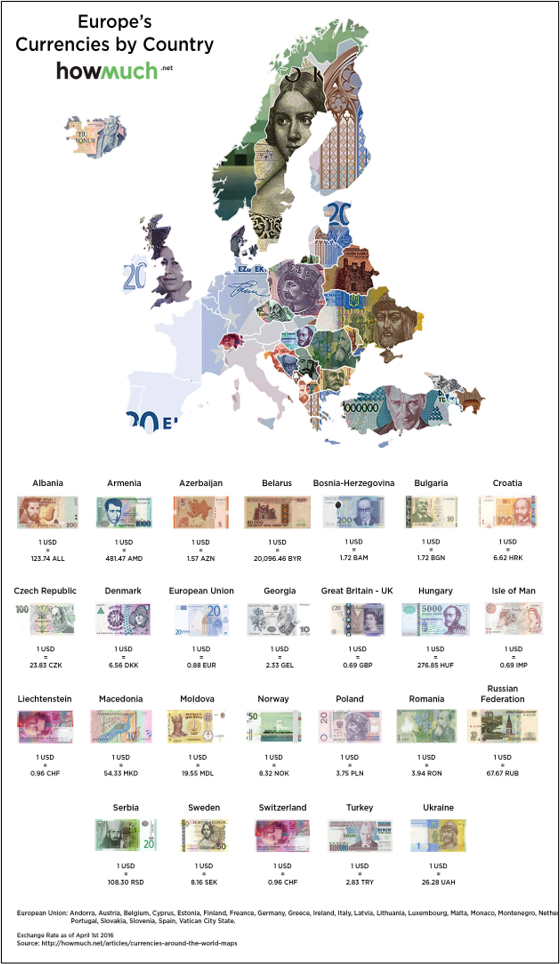 Europe's
Currencies by Country
howmuch.net
Albania Armenia Azerbaijan Belarus Bosnia-Herzegovina Bulgaria Croatia
1 USD 1 USD 1 USD 1 USD 1 USD 1 USD 1 USD
= = = = = = =
123.74 ALL 481.47 AMD 1.57 AZN 20,096.46 BYR 1.72 BAM 1.72 BGN 6.62 HRK
Czech Republic Denmark European Union Georgia Great Britain - UK Hungary Isle of Man
1 USD 1 USD 1 USD 1 USD 1 USD 1 USD 1 USD
= = = = = = =
23.83 CZK 6.56 DKK 0.88 EUR 2.33 GEL 0.69 GBP 276.85 HUF 0.69 IMP
Liechtenstein Macedonia Moldova Norway Poland Romania Russian Federation
1 USD 1 USD 1 USD 1 USD 1 USD 1 USD 1 USD
= = = = = = =
0.96 CHF 54.33 MKD 19.55 MDL 8.32 NOK 3.75 PLN 3.94 RON 67.67 RUB
Serbia Sweden Switzerland Turkey Ukraine
1 USD 1 USD 1 USD 1 USD 1 USD
= = = = =
108.30 RSD 8.16 SEK 0.96 CHF 2.83 TRY 26.28 UAH
European Union: Andorra, Austria, Belgium, Cyprus, Estonia, Finland, Freance, Germany, Greece, Ireland, Italy, Latvia, Lithuania, Luxembourg, Malta, Monaco, Montenegro, Nethe
Portugal, Slovakia, Slovenia, Spain, Vatican City State.
Exchange Rate as of April 1st 2016
Source: http://howmuch.net/articles/currencies-around-the-world-maps